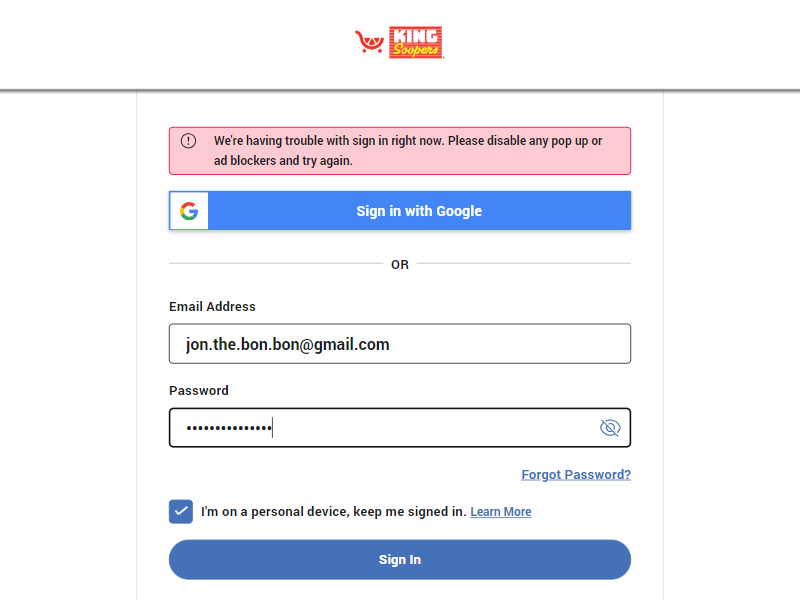 KING
Soopers
We're having trouble with sign in right now. Please disable any pop up or
ad blockers and try again.
Sign in with Google
OR
Email Address
jon.the.bon.bon@gmail.com
Password
•••••••••••••••
Forgot Password?
I'm on a personal device, keep me signed in. Learn More
Sign In